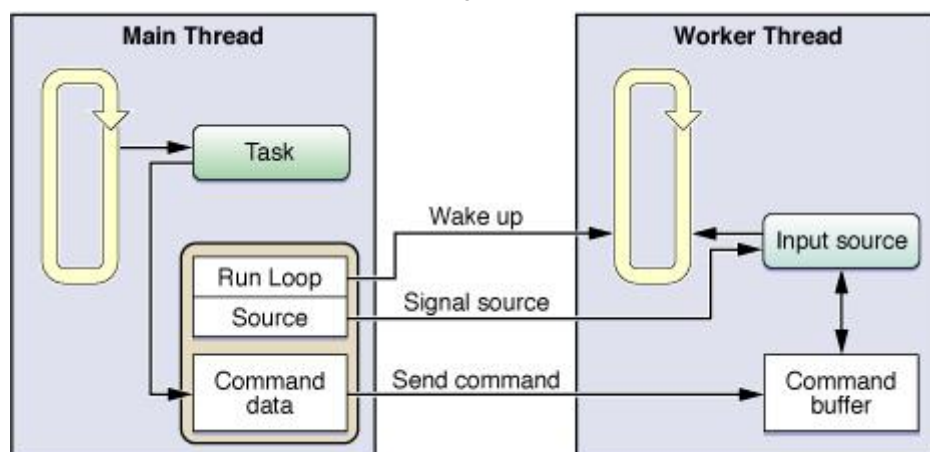 Main Thread
Worker Thread
Task
Wake up
Input source
Run Loop
Signal source
Source
Send command
Command
data
Command
buffer